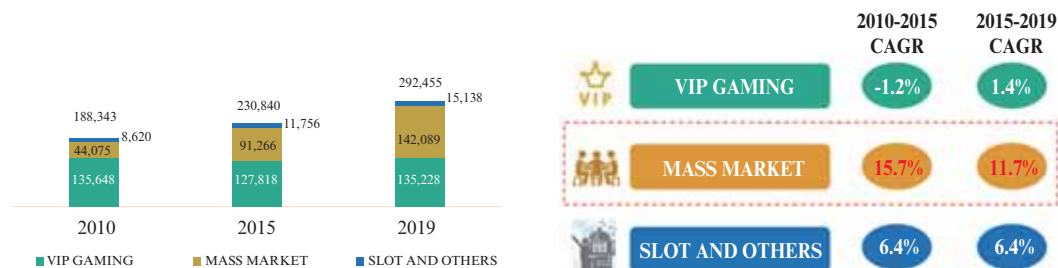 292,455
15,138
230,840
188,343
11,756
8,620
142,089
91,266
44,075
135,648
127,818
135,228
2010
2015
2019
VIP GAMING
MASS MARKET
SLOT AND OTHERS
2010-2015
CAGR
2015-2019
CAGR
VIP
VIP GAMING
-1.2%
1.4%
MASS MARKET
15.7%
11.7%
SLOT AND OTHERS
6.4%
6.4%